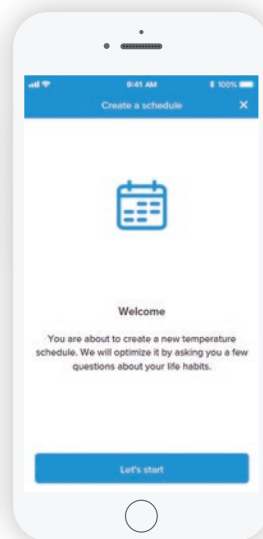 9:41 AM 100%
Create a schedule ×
Welcome
You are about to create a new temperature
schedule. We will optimize it by asking you a few
questions about your life habits.
Let's start